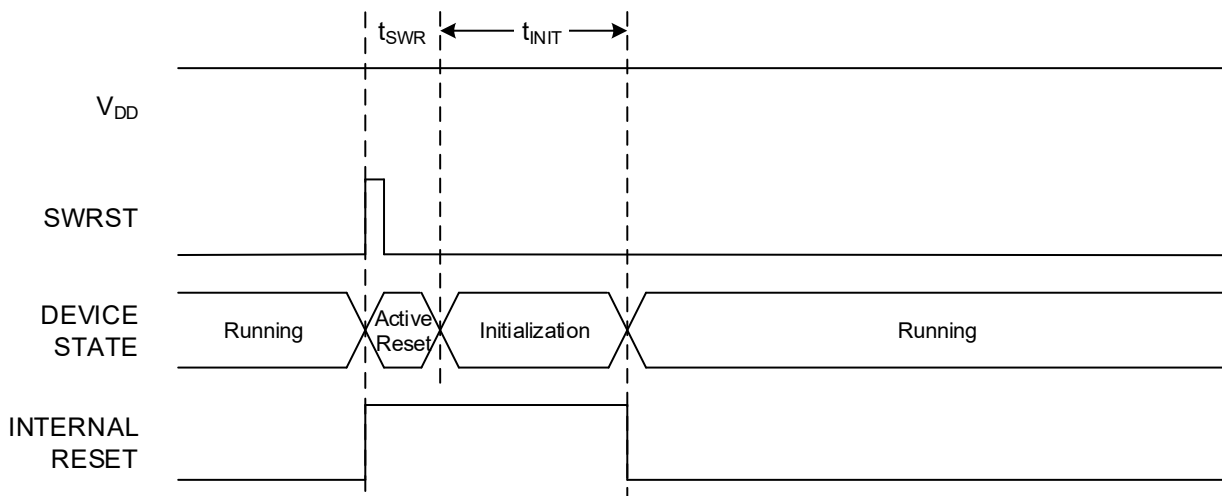 tSWR
tINIT
VDD
SWRST
DEVICE
STATE
Running
Active
Reset
Initialization
Running
INTERNAL
RESET